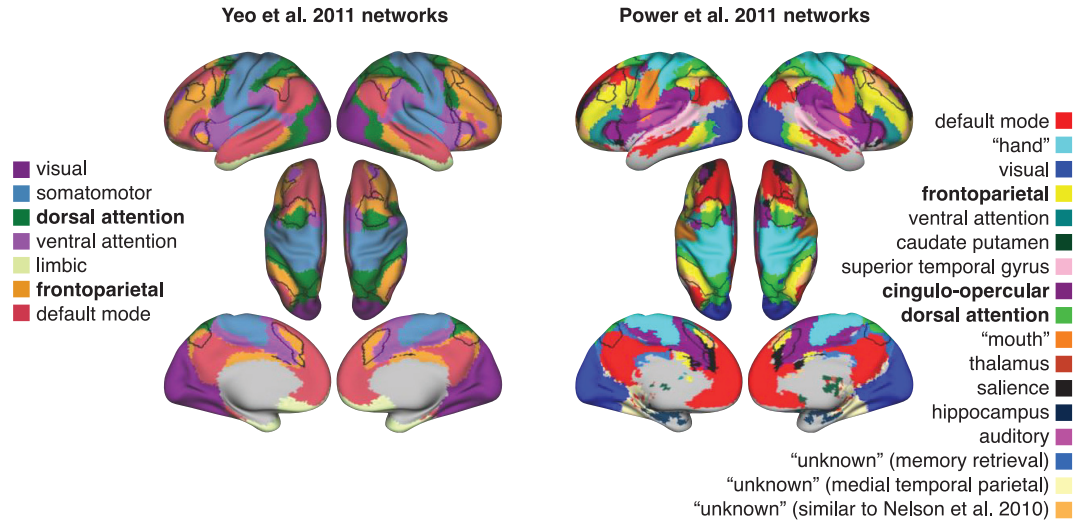 Yeo et al. 2011 networks
Power et al. 2011 networks
visual
somatomotor
dorsal attention
ventral attention
limbic
frontoparietal
default mode
default mode
“hand”
visual
frontoparietal
ventral attention
caudate putamen
superior temporal gyrus
cingulo-opercular
dorsal attention
“mouth”
thalamus
salience
hippocampus
auditory
“unknown” (memory retrieval)
“unknown” (medial temporal parietal)
“unknown” (similar to Nelson et al. 2010)